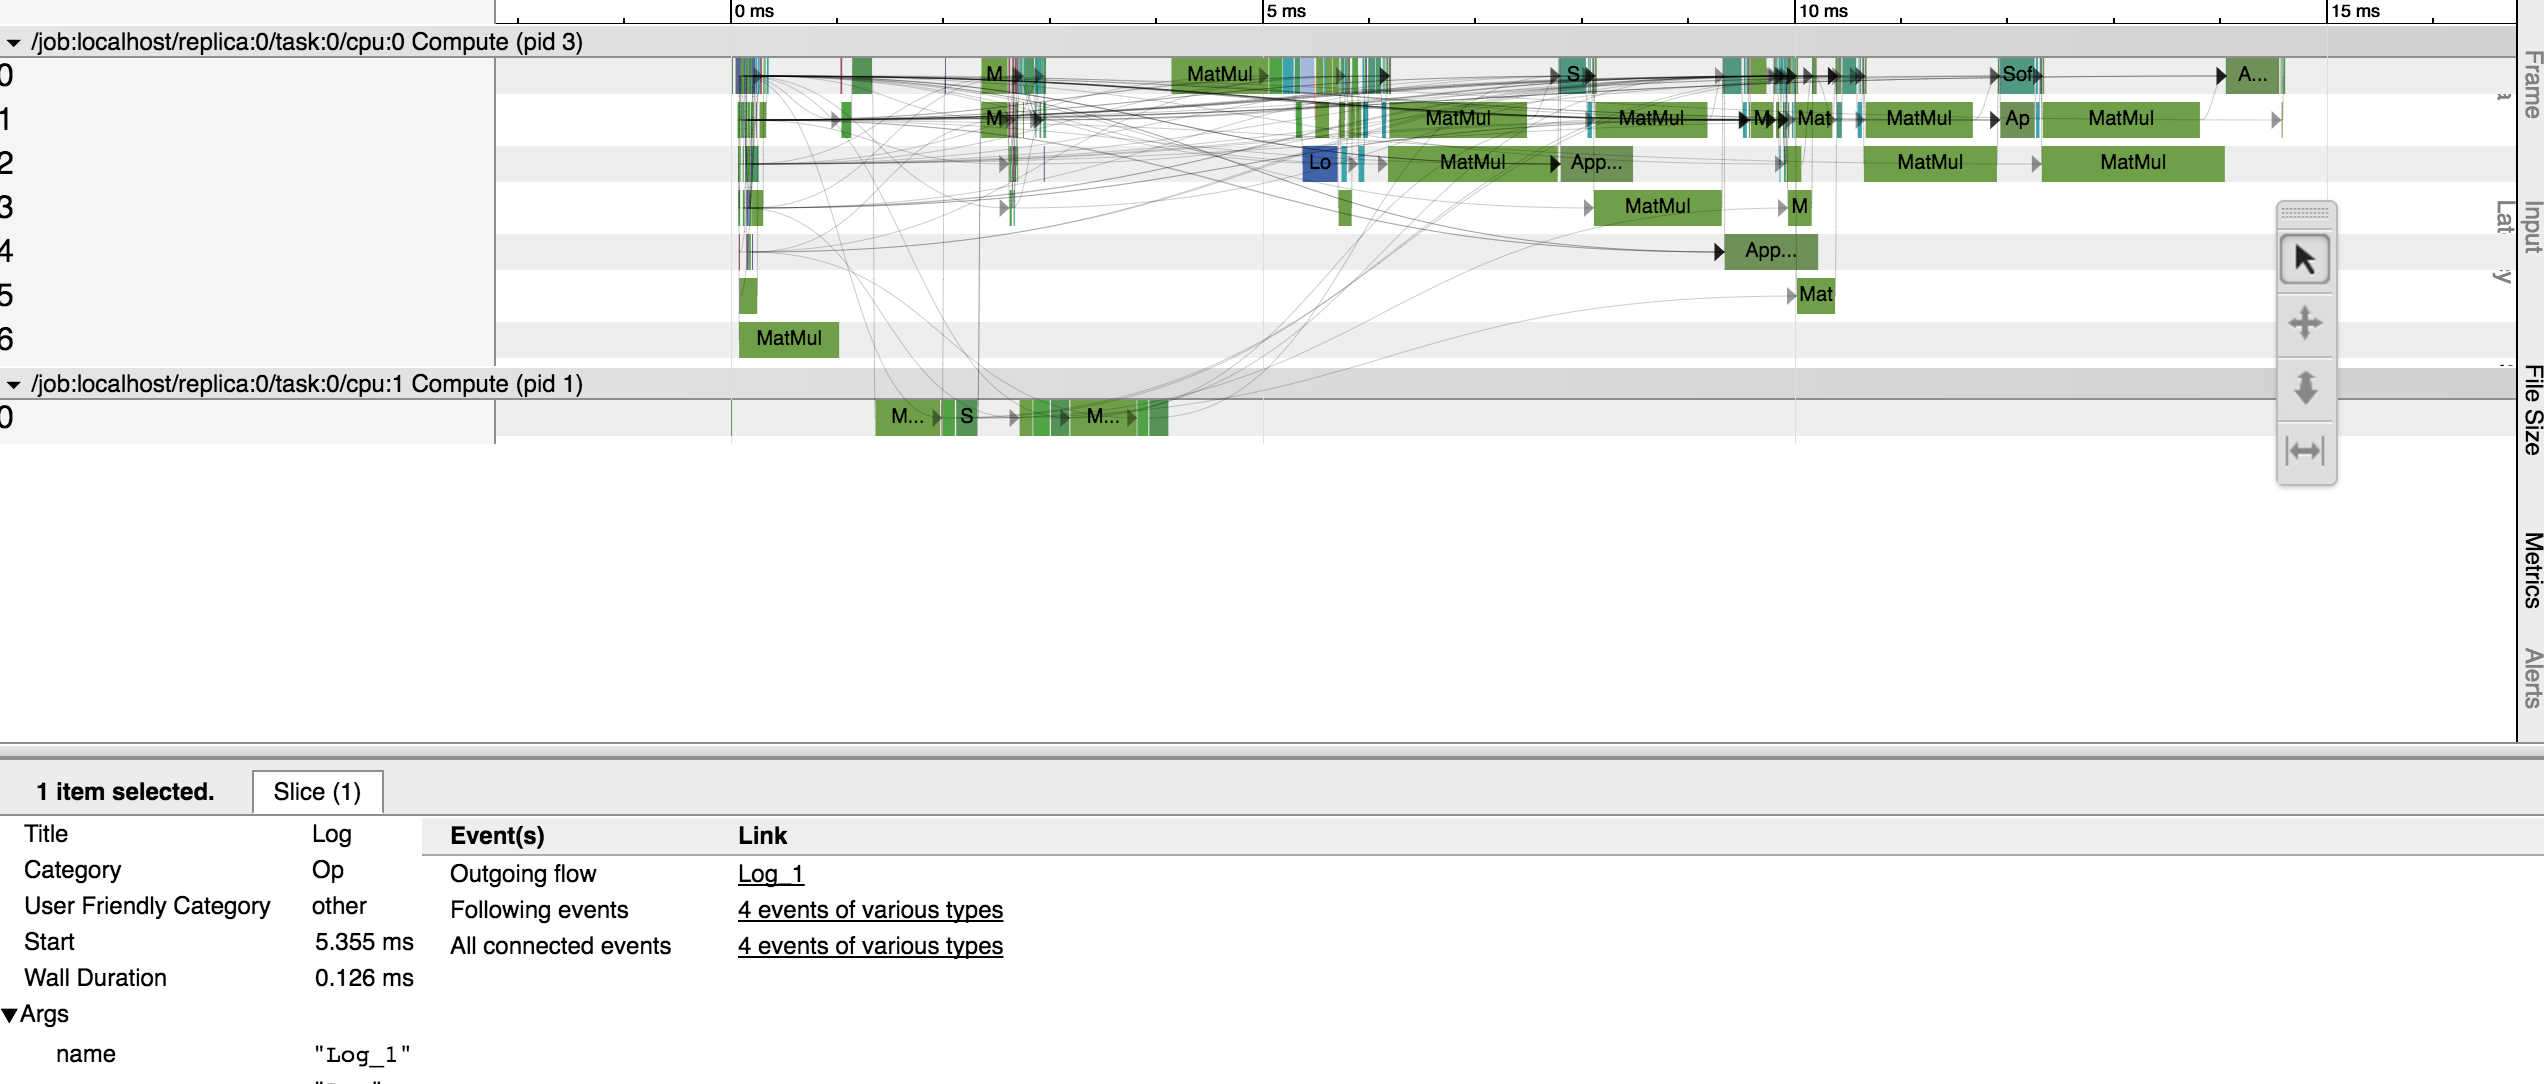 0 ms 5 ms 10 ms 15 ms
/job:localhost/replica:0/task:0/cpu:0 Compute (pid 3)
0 M MatMul S Sof A...
1 M MatMul MatMul M Mat MatMul Ap MatMul
2 Lo MatMul App... MatMul MatMul
3 MatMul M
4 App...
5 Mat
6 MatMul
/job:localhost/replica:0/task:0/cpu:1 Compute (pid 1)
0 M... S M...
Frame
Input
File Size
Metrics
Alerts
1 item selected. Slice (1)
Title Log
Category Op
User Friendly Category other
Start 5.355 ms
Wall Duration 0.126 ms
Args
name "Log_1"
Event(s) Link
Outgoing flow Log_1
Following events 4 events of various types
All connected events 4 events of various types